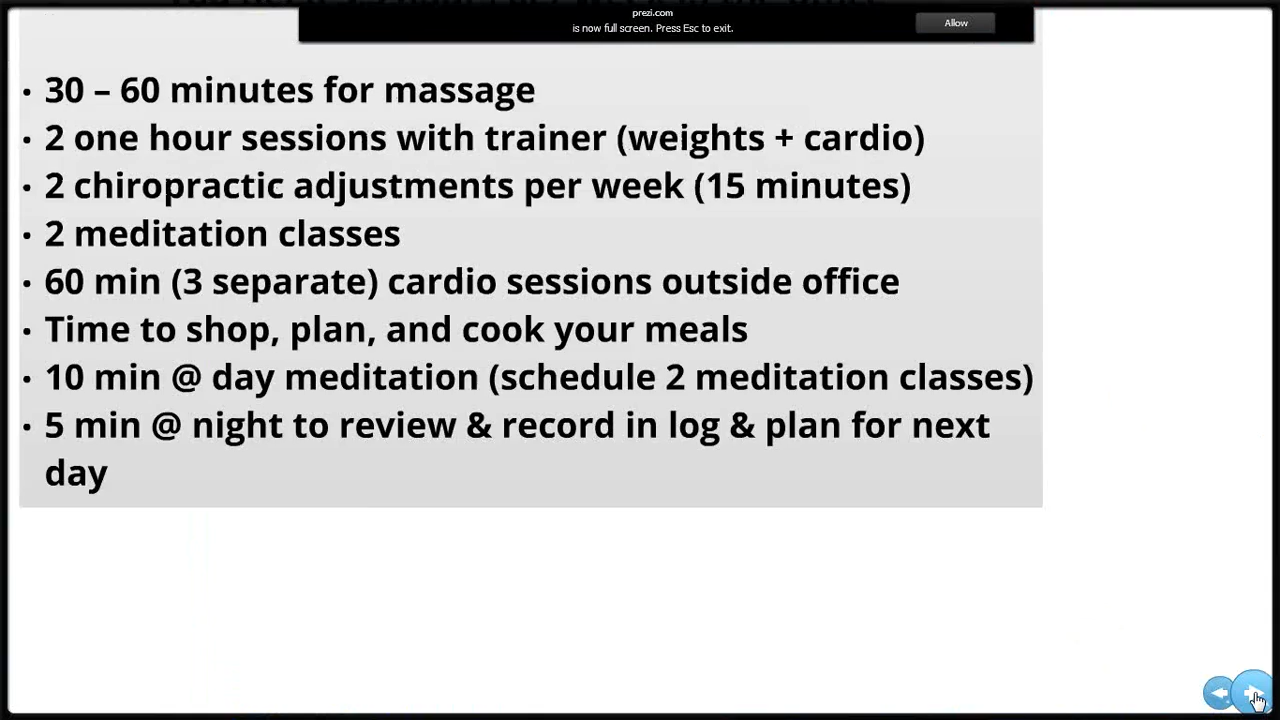 prezi.com
is now full screen. Press Esc to exit.
Allow
• 30 – 60 minutes for massage
• 2 one hour sessions with trainer (weights + cardio)
• 2 chiropractic adjustments per week (15 minutes)
• 2 meditation classes
• 60 min (3 separate) cardio sessions outside office
• Time to shop, plan, and cook your meals
• 10 min @ day meditation (schedule 2 meditation classes)
• 5 min @ night to review & record in log & plan for next
day